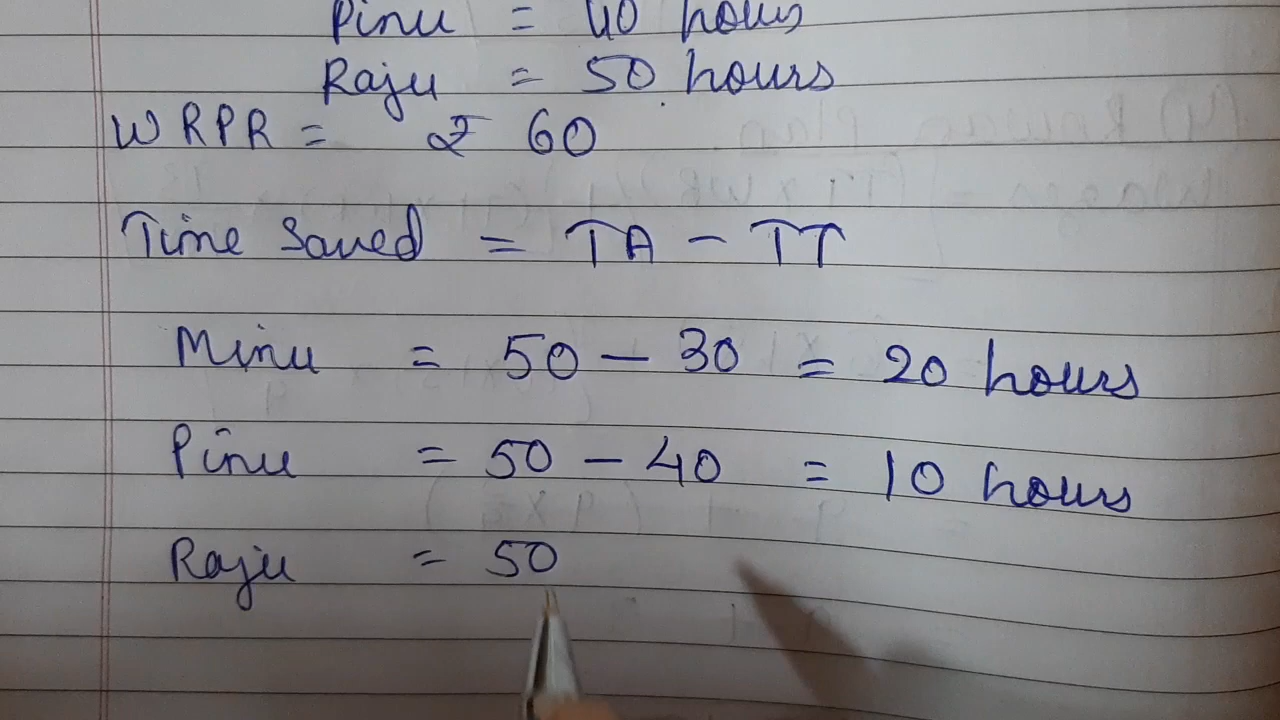 Pinu = 40 hours
Raju = 50 hours
WRPR = ₹ 60
Time Saved = TA - TT
Minu = 50 - 30 = 20 hours
Pinu = 50 - 40 = 10 hours
Raju = 50